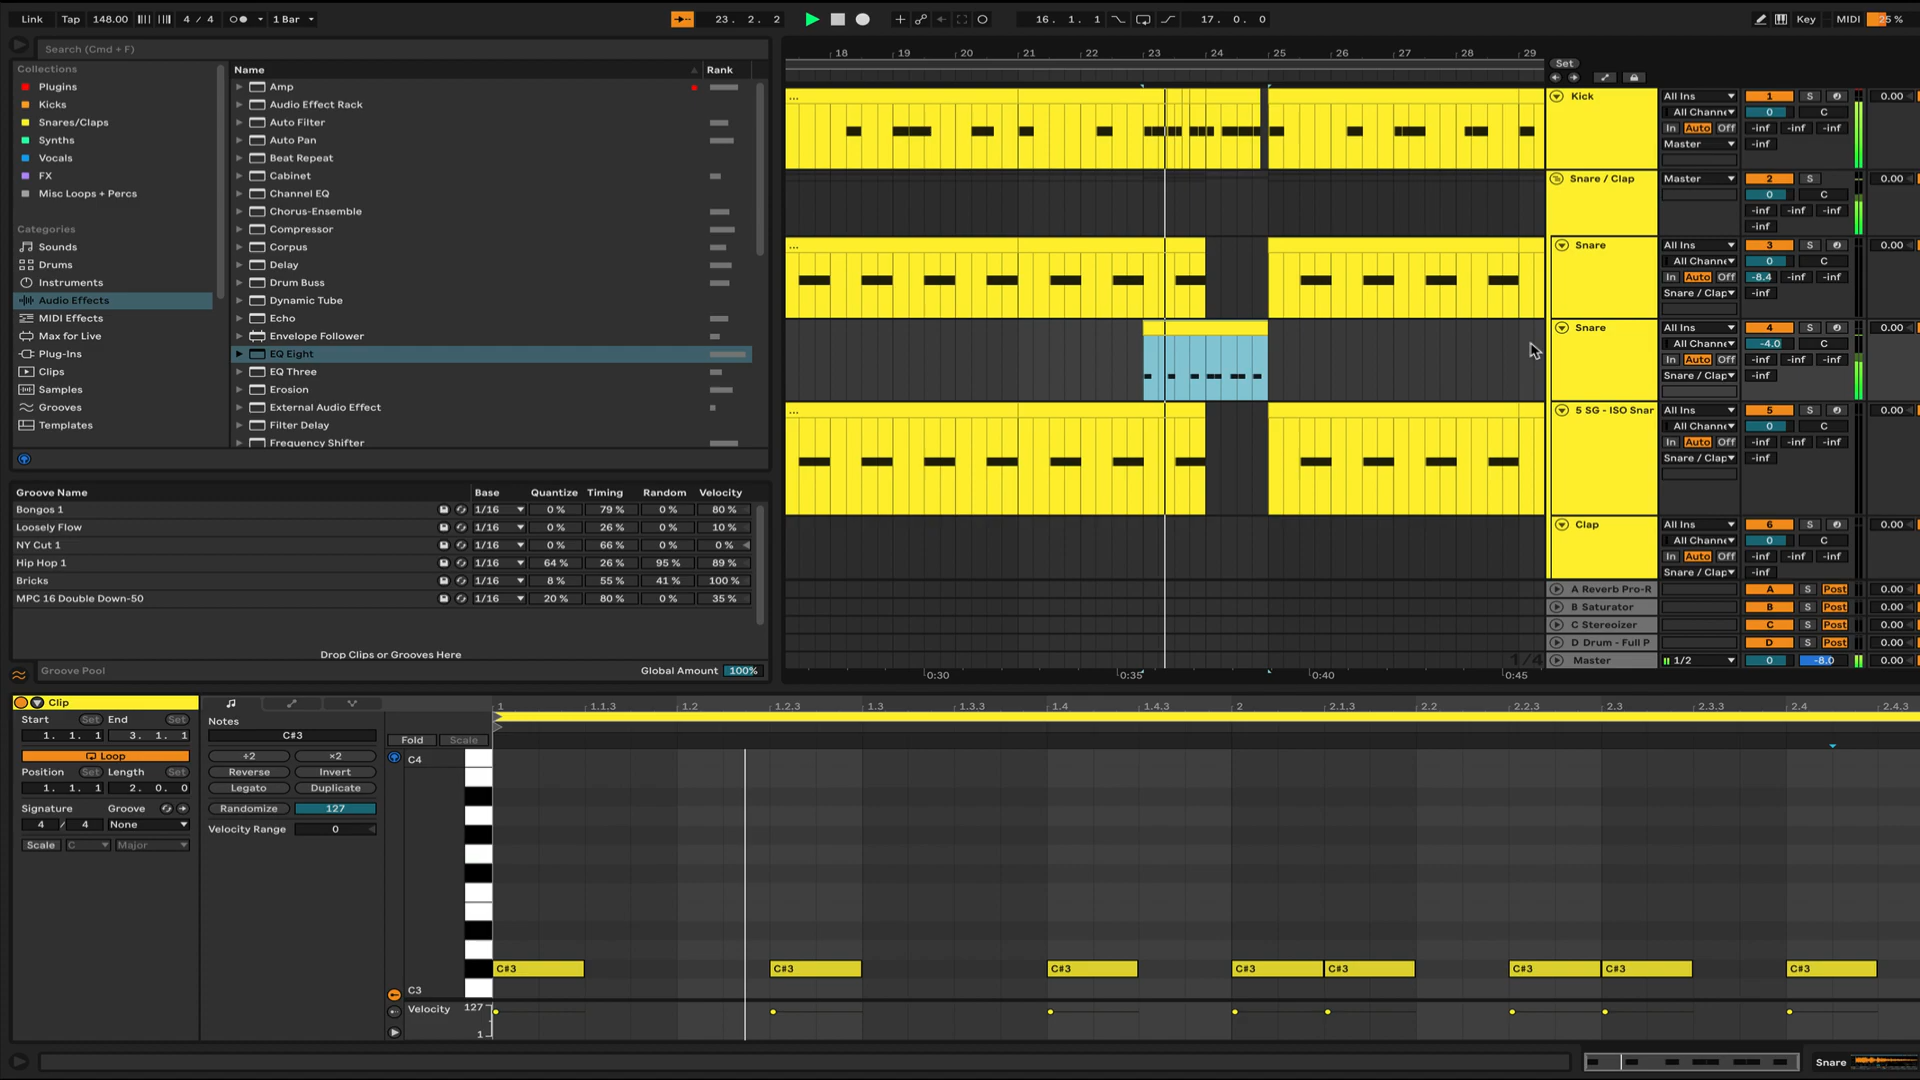 Link Tap 148.00 4 / 4 1 Bar 23. 2. 2 16. 1. 1 17. 0. 0 Key MIDI 25 %
Search (Cmd + F)
Collections
Plugins
Kicks
Snares/Claps
Synths
Vocals
FX
Misc Loops + Percs
Categories
Sounds
Drums
Instruments
Audio Effects
MIDI Effects
Max for Live
Plug-Ins
Clips
Samples
Grooves
Templates
Name Rank
Amp
Audio Effect Rack
Auto Filter
Auto Pan
Beat Repeat
Cabinet
Channel EQ
Chorus-Ensemble
Compressor
Corpus
Delay
Drum Buss
Dynamic Tube
Echo
Envelope Follower
EQ Eight
EQ Three
Erosion
External Audio Effect
Filter Delay
Frequency Shifter
Groove Name Base Quantize Timing Random Velocity
Bongos 1 1/16 0 % 79 % 0 % 80 %
Loosely Flow 1/16 0 % 26 % 0 % 10 %
NY Cut 1 1/16 0 % 66 % 0 % 0 %
Hip Hop 1 1/16 64 % 26 % 95 % 89 %
Bricks 1/16 8 % 55 % 41 % 100 %
MPC 16 Double Down-50 1/16 20 % 80 % 0 % 35 %
Drop Clips or Grooves Here
Groove Pool Global Amount 100%
18 19 20 21 22 23 24 25 26 27 28 29
Set
...
...
...
Kick All Ins 1 S 0.00
All Channe 0 C
In Auto Off -inf -inf -inf
Master -inf
Snare / Clap Master 2 S 0.00
0 C
-inf -inf -inf
-inf
Snare All Ins 3 S 0.00
All Channe 0 C
In Auto Off -8.4 -inf -inf
Snare / Clap -inf
Snare All Ins 4 S 0.00
All Channe -4.0 C
In Auto Off -inf -inf -inf
Snare / Clap -inf
5 SG - ISO Snar All Ins 5 S 0.00
All Channe 0 C
In Auto Off -inf -inf -inf
Snare / Clap -inf
Clap All Ins 6 S 0.00
All Channe 0 C
In Auto Off -inf -inf -inf
Snare / Clap -inf
A Reverb Pro-R A S Post 0.00
B Saturator B S Post 0.00
C Stereoizer C S Post 0.00
D Drum - Full P D S Post 0.00
1/4 Master 1/2 0 -8.0 0.00
0:30 0:35 0:40 0:45
Clip
Start Set End Set
1. 1. 1 3. 1. 1
Loop
Position Set Length Set
1. 1. 1 2. 0. 0
Signature Groove
4 / 4 None
Scale C Major
Notes
C#3
÷2 ×2
Reverse Invert
Legato Duplicate
Randomize 127
Velocity Range 0
Fold Scale
1 1.1.3 1.2 1.2.3 1.3 1.3.3 1.4 1.4.3 2 2.1.3 2.2 2.2.3 2.3 2.3.3 2.4 2.4.3
C4
C#3 C#3 C#3 C#3 C#3 C#3 C#3 C#3
C3
Velocity 127
1
Snare